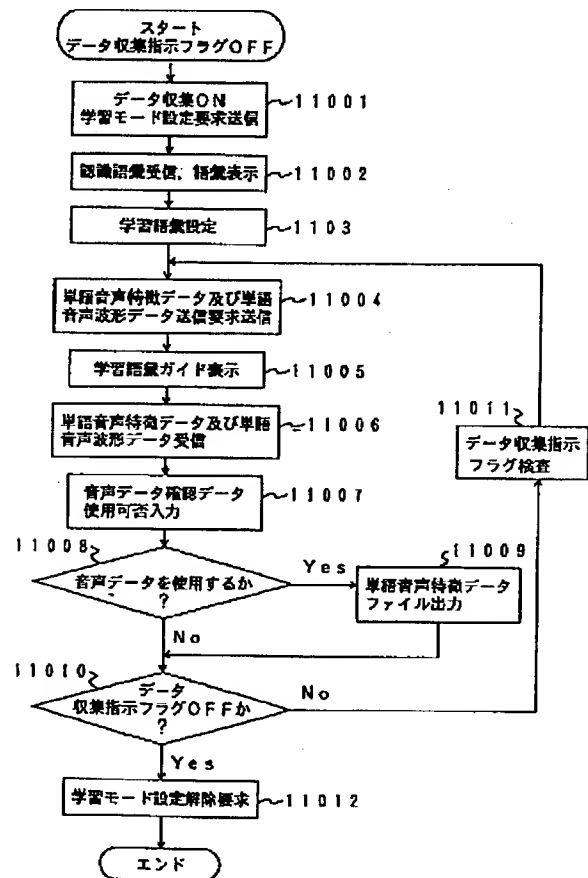 スタート
データ収集指示フラグOFF
データ収集ON
学習モード設定要求送信
11001
認識語彙受信,語彙表示
11002
学習語彙設定
1103
単語音声特徴データ及び単語
音声波形データ送信要求送信
11004
学習語彙ガイド表示
11005
単語音声特徴データ及び単語
音声波形データ受信
11006
11011
データ収集指示
フラグ検査
音声データ確認データ
使用可否入力
11007
11008
音声データを使用するか
?
Yes
11009
単語音声特徴データ
ファイル出力
No
11010
データ
収集指示フラグOFFか
?
No
Yes
学習モード設定解除要求
11012
エンド